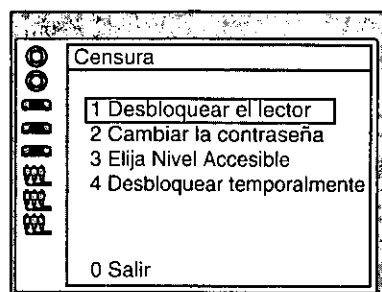 Censura
1 Desbloquear el lector
2 Cambiar la contraseña
3 Elija Nivel Accesible
4 Desbloquear temporalmente
0 Salir